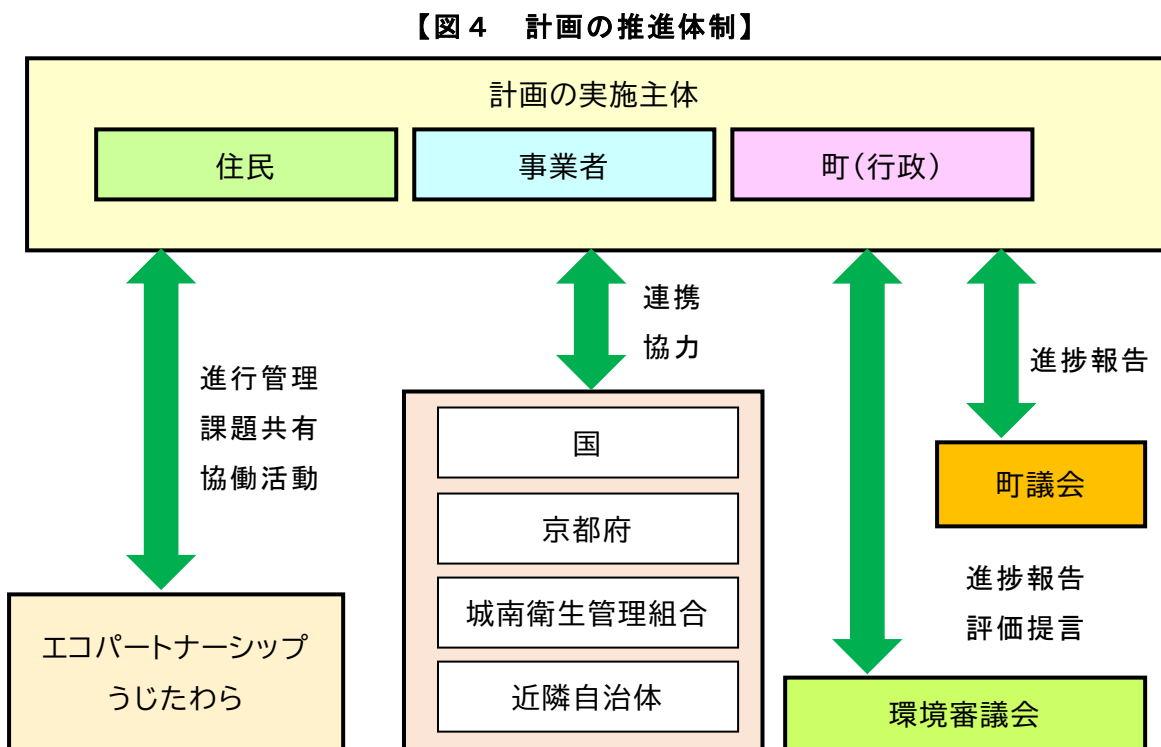 【図４　計画の推進体制】
計画の実施主体
住民
事業者
町（行政）
連携
協力
進行管理
課題共有
協働活動
進捗報告
国
京都府
城南衛生管理組合
近隣自治体
町議会
進捗報告
評価提言
エコパートナーシップ
うじたわら
環境審議会